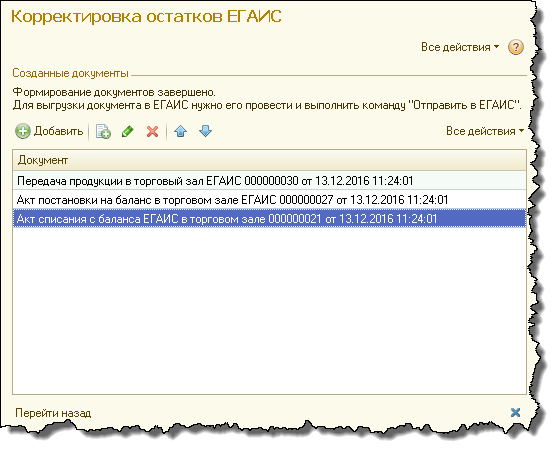 Корректировка остатков ЕГАИС
Все действия
?
Созданные документы
Формирование документов завершено.
Для выгрузки документа в ЕГАИС нужно его провести и выполнить команду "Отправить в ЕГАИС".
Добавить
Все действия
Документ
Передача продукции в торговый зал ЕГАИС 000000030 от 13.12.2016 11:24:01
Акт постановки на баланс в торговом зале ЕГАИС 000000027 от 13.12.2016 11:24:01
Акт списания с баланса ЕГАИС в торговом зале 000000021 от 13.12.2016 11:24:01
Перейти назад